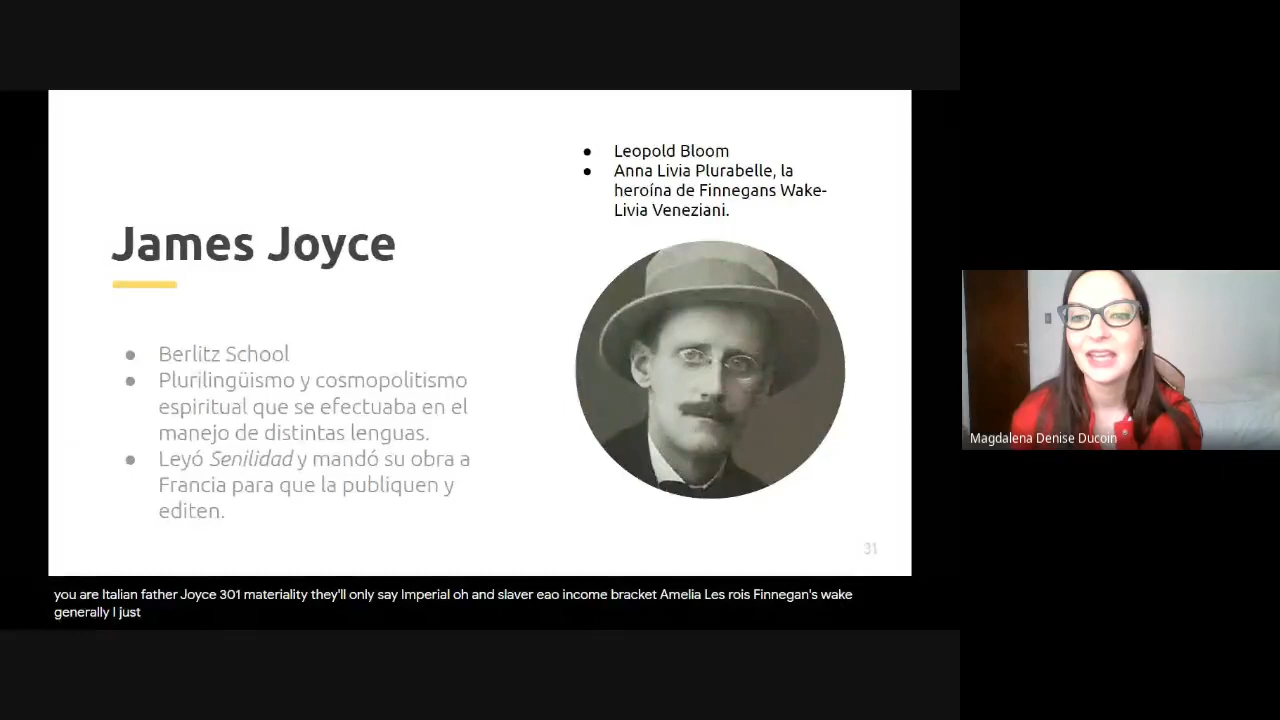 James Joyce
Berlitz School
Plurilingüismo y cosmopolitismo
espiritual que se efectuaba en el
manejo de distintas lenguas.
Leyó Senilidad y mandó su obra a
Francia para que la publiquen y
editen.
Leopold Bloom
Anna Livia Plurabelle, la
heroína de Finnegans Wake-
Livia Veneziani.
31
you are Italian father Joyce 301 materiality they'll only say Imperial oh and slaver eao income bracket Amelia Les rois Finnegan's wake
generally I just
Magdalena Denise Ducoin